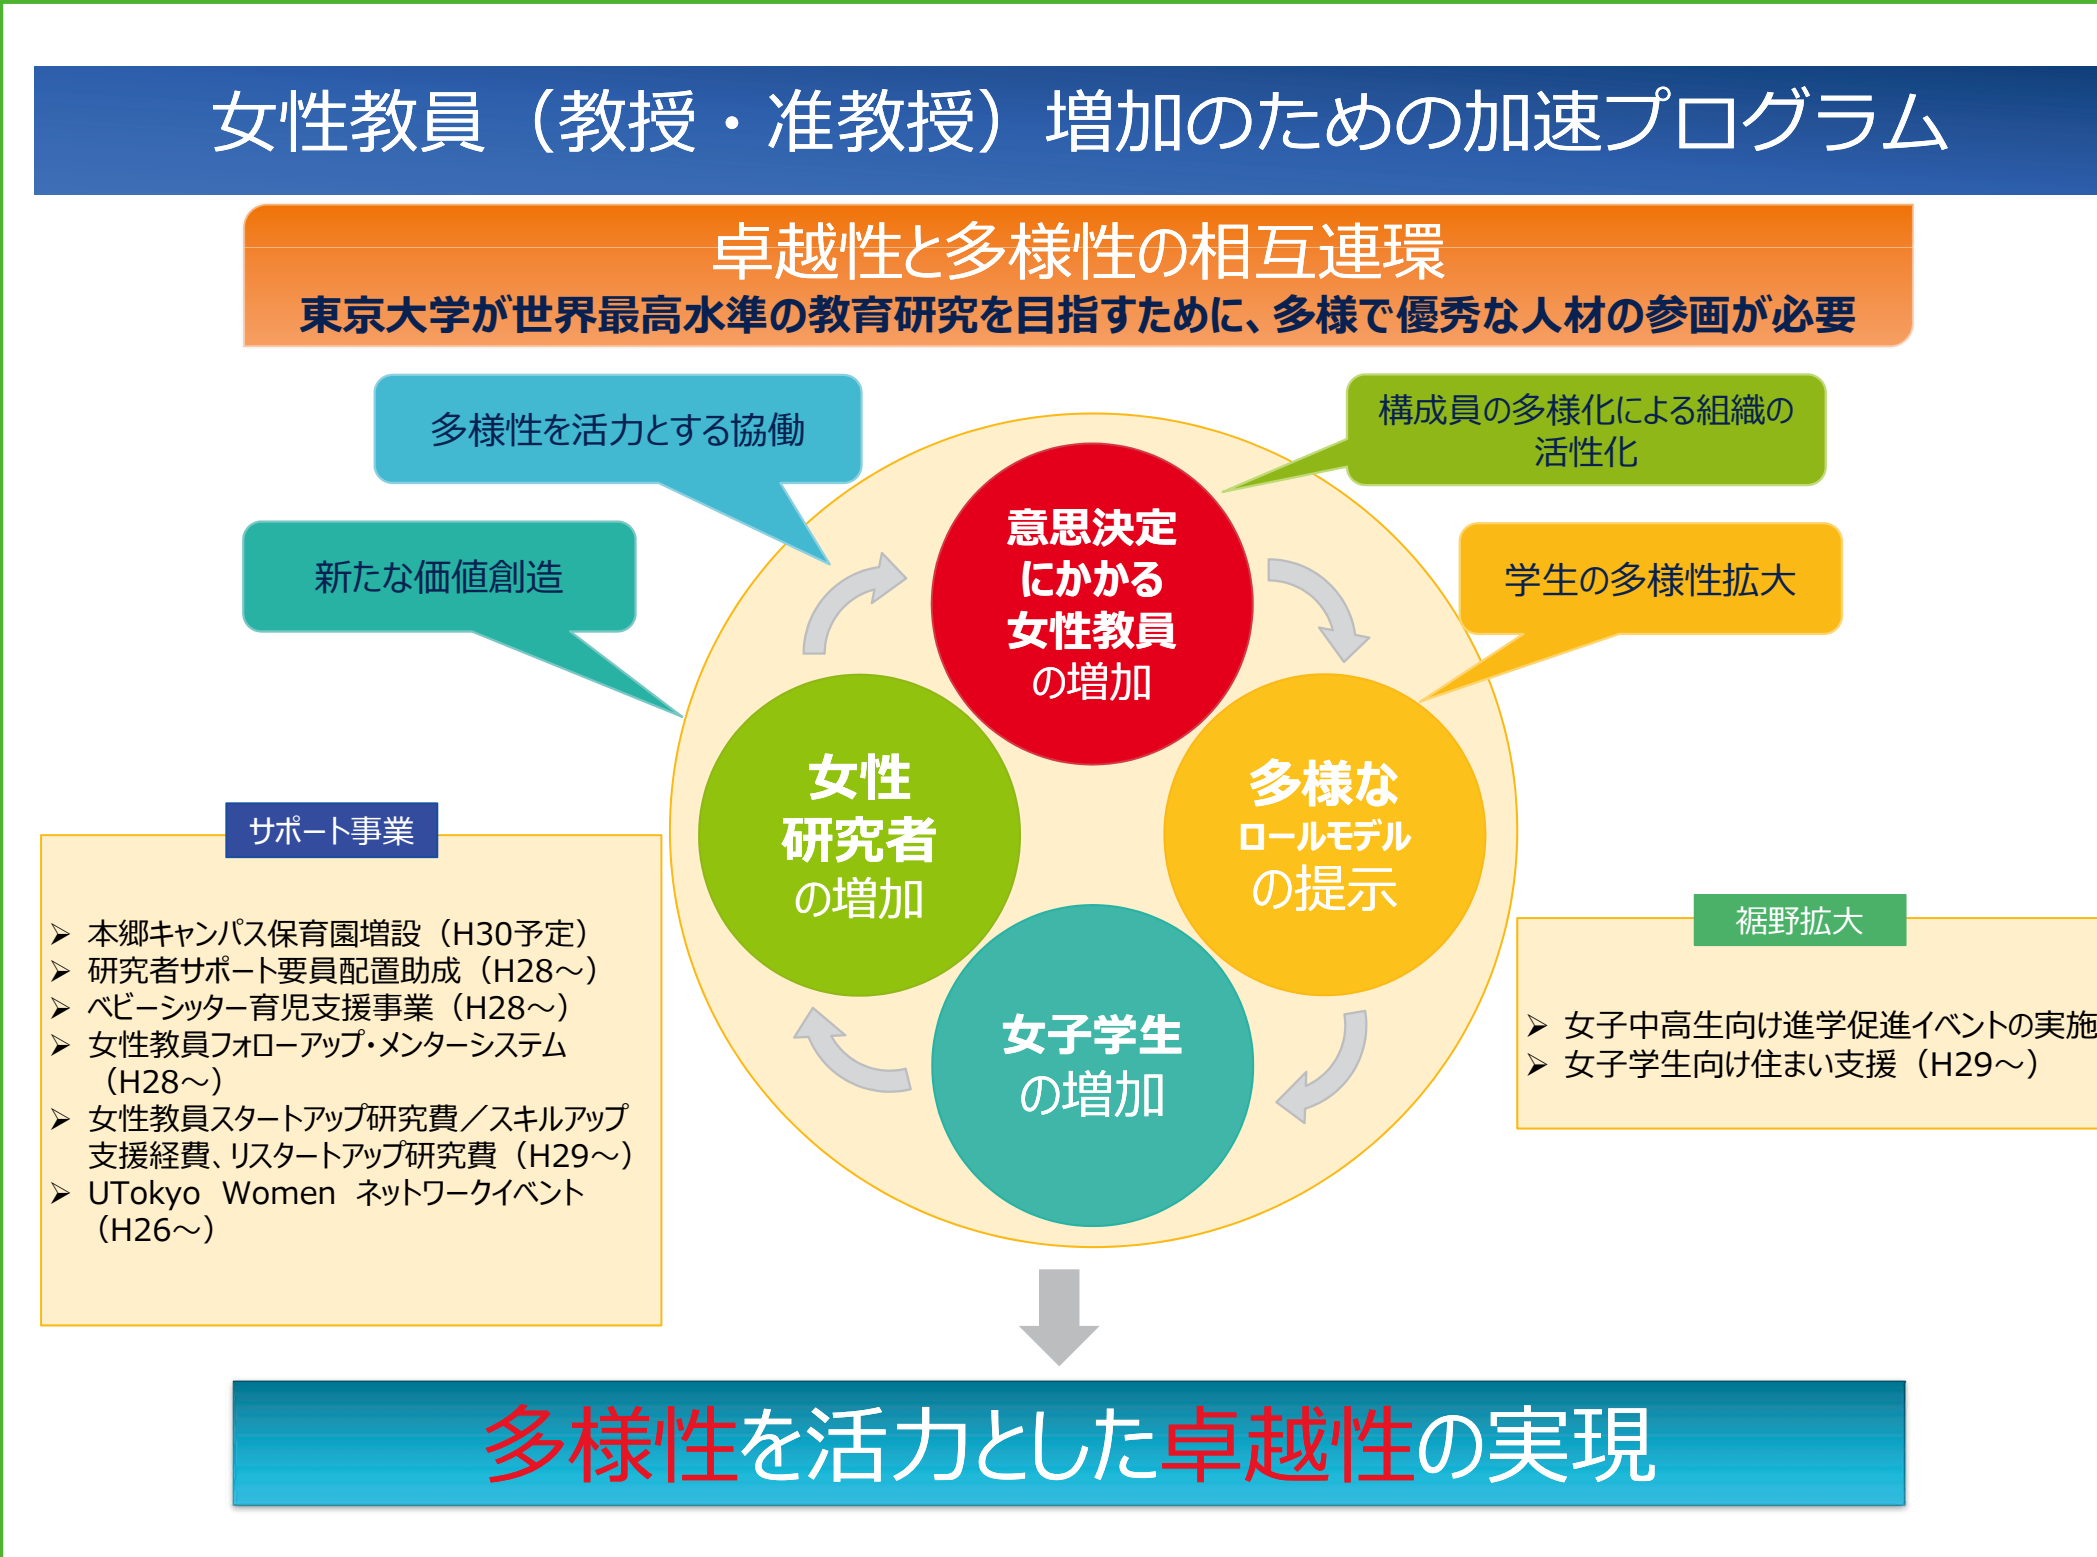 女性教員（教授・准教授）増加のための加速プログラム
卓越性と多様性の相互連環
東京大学が世界最高水準の教育研究を目指すために、多様で優秀な人材の参画が必要
多様性を活力とする協働
構成員の多様化による組織の
活性化
新たな価値創造
学生の多様性拡大
意思決定
にかかる
女性教員
の増加
女性
研究者
の増加
多様な
ロールモデル
の提示
女子学生
の増加
サポート事業
➢ 本郷キャンパス保育園増設（H30予定）
➢ 研究者サポート要員配置助成（H28～）
➢ ベビーシッター育児支援事業（H28～）
➢ 女性教員フォローアップ・メンターシステム
（H28～）
➢ 女性教員スタートアップ研究費／スキルアップ
支援経費、リスタートアップ研究費（H29～）
➢ UTokyo　Women　ネットワークイベント
（H26～）
裾野拡大
➢ 女子中高生向け進学促進イベントの実施
➢ 女子学生向け住まい支援（H29～）
多様性を活力とした卓越性の実現